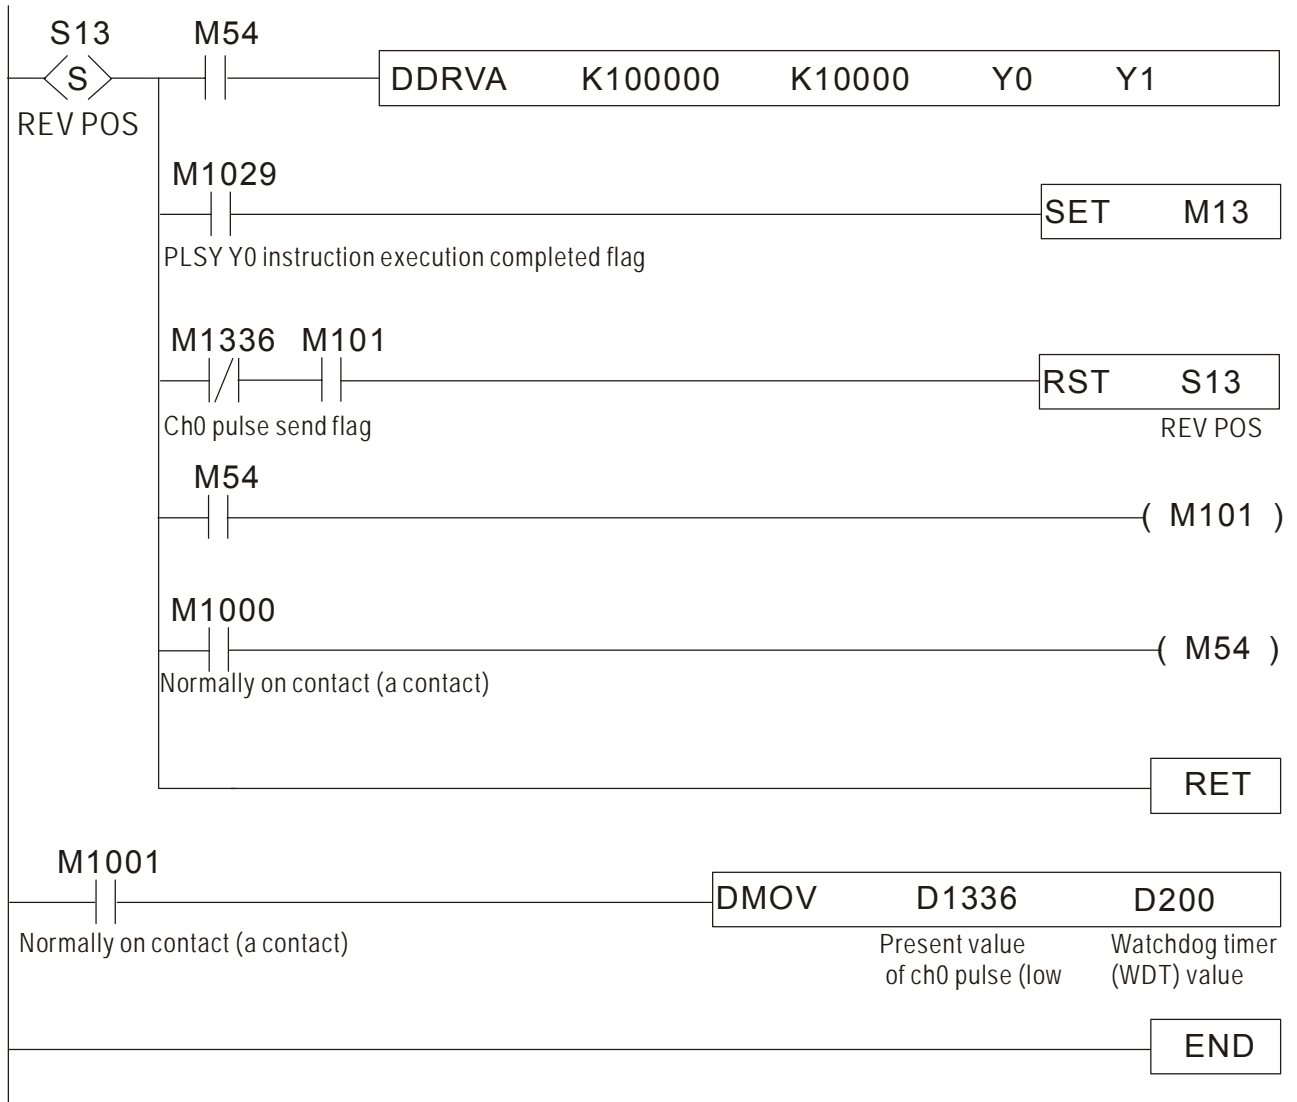 S13 M54
S DDRVA K100000 K10000 Y0 Y1
REV POS
M1029
SET M13
PLSY Y0 instruction execution completed flag
M1336 M101
RST S13
Ch0 pulse send flag REV POS
M54
( M101 )
M1000
( M54 )
Normally on contact (a contact)
RET
M1001
DMOV D1336 D200
Normally on contact (a contact) Present value Watchdog timer
of ch0 pulse (low (WDT) value
END